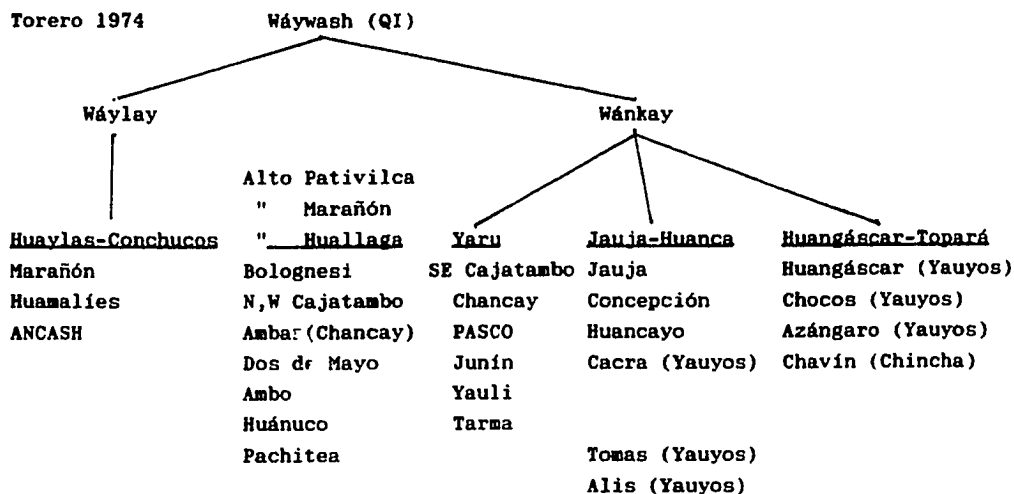 Torero 1974 Wáywash (QI)
Wáylay Wánkay
Alto Pativilca
" Marañón
Huaylas-Conchucos " Huallaga Yaru Jauja-Huanca Huangáscar-Topará
Marañón Bolognesi SE Cajatambo Jauja Huangáscar (Yauyos)
Huamalíes N,W Cajatambo Chancay Concepción Chocos (Yauyos)
ANCASH Ambar (Chancay) PASCO Huancayo Azángaro (Yauyos)
Dos de Mayo Junín Cacra (Yauyos) Chavín (Chincha)
Ambo Yauli
Huánuco Tarma
Pachitea Tomas (Yauyos)
Alis (Yauyos)